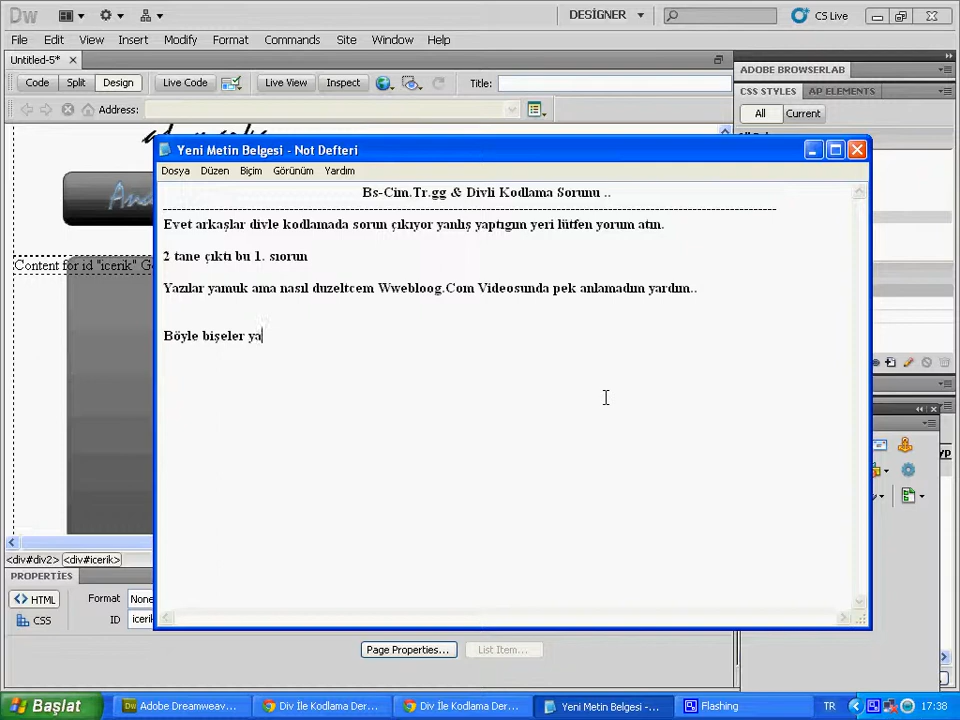 Dw
DESİGNER
CS Live
File Edit View Insert Modify Format Commands Site Window Help
Untitled-5*
ADOBE BROWSERLAB
Code Split Design Live Code Live View Inspect Title:
CSS STYLES AP ELEMENTS
Address:
All Current
Yeni Metin Belgesi - Not Defteri
Dosya Düzen Biçim Görünüm Yardım
Bs-Cim.Tr.gg & Divli Kodlama Sorunu ..
Evet arkaşlar divle kodlamada sorun çıkıyor yanlış yaptıgım yeri lütfen yorum atın.
Content for id "icerik" G
2 tane çıktı bu 1. sıorun
Yazılar yamuk ama nasıl duzeltcem Wwebloog.Com Videosunda pek anlamadım yardım..
Böyle bişeler ya
<div#div2> <div#icerik>
PROPERTİES
<> HTML Format None
CSS ID icerik
Page Properties... List Item...
Başlat Adobe Dreamweav... Div İle Kodlama Der... Div İle Kodlama Der... Yeni Metin Belgesi -... Flashing TR 17:38